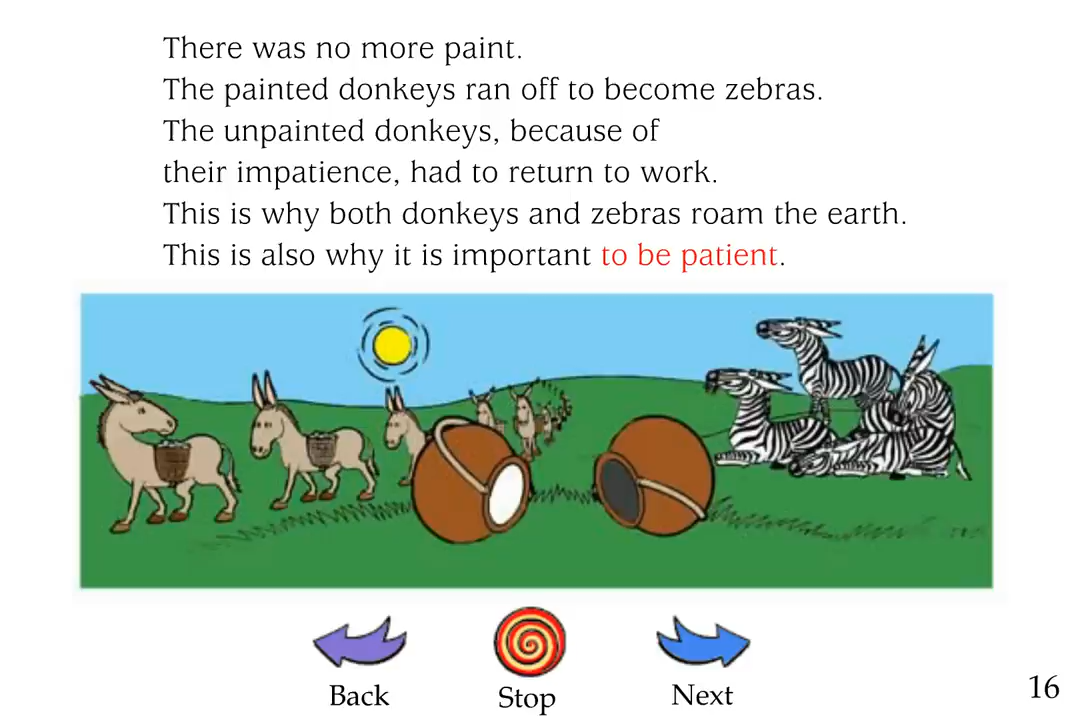 There was no more paint.
The painted donkeys ran off to become zebras.
The unpainted donkeys, because of
their impatience, had to return to work.
This is why both donkeys and zebras roam the earth.
This is also why it is important to be patient.
Back
Stop
Next
16